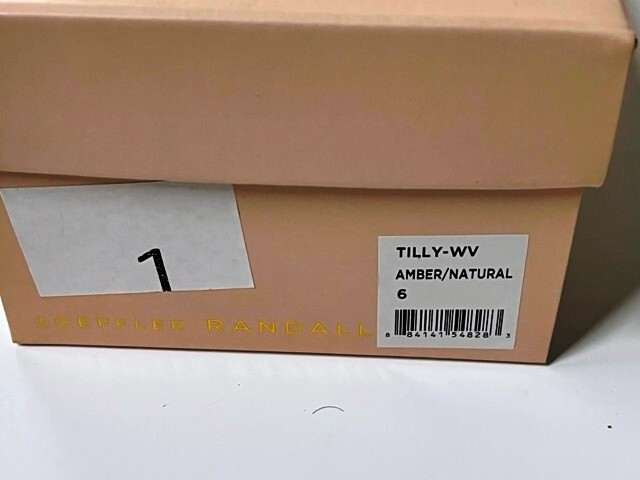 1
TILLY-WV
AMBER/NATURAL
6
8 84141 54828 3
LOEFFLER RANDALL